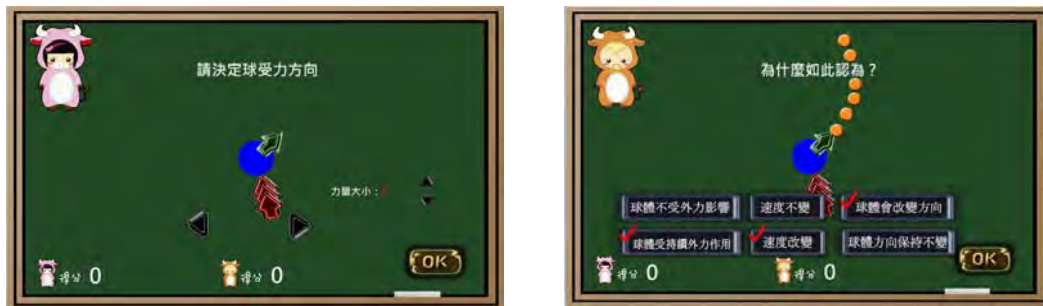 請決定球受力方向
力量大小：
OK
得分 0
得分 0
為什麼如此認為？
球體不受外力影響
速度不變
球體會改變方向
球體受持續外力作用
速度改變
球體方向保持不變
OK
得分 0
得分 0